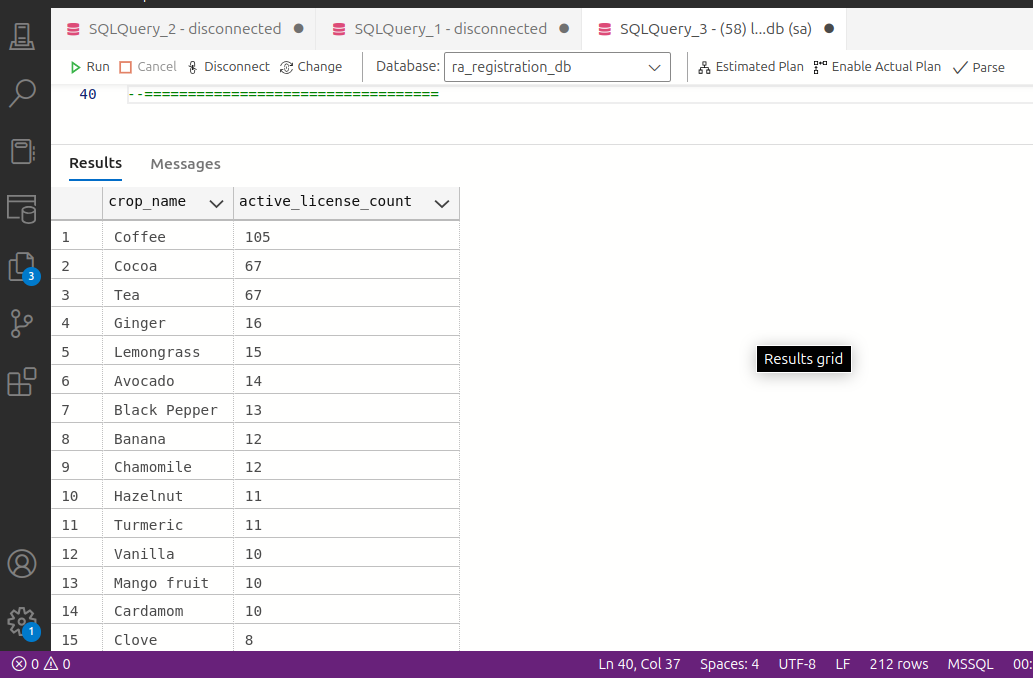 SQLQuery_2 - disconnected SQLQuery_1 - disconnected SQLQuery_3 - (58) l...db (sa)
Run Cancel Disconnect Change Database: ra_registration_db Estimated Plan Enable Actual Plan Parse
40 --==================================
Results Messages
crop_name active_license_count
1 Coffee 105
2 Cocoa 67
3 Tea 67
4 Ginger 16
5 Lemongrass 15
Results grid
6 Avocado 14
7 Black Pepper 13
8 Banana 12
9 Chamomile 12
10 Hazelnut 11
11 Turmeric 11
12 Vanilla 10
13 Mango fruit 10
14 Cardamom 10
15 Clove 8
3
1
0 0 Ln 40, Col 37 Spaces: 4 UTF-8 LF 212 rows MSSQL 00: